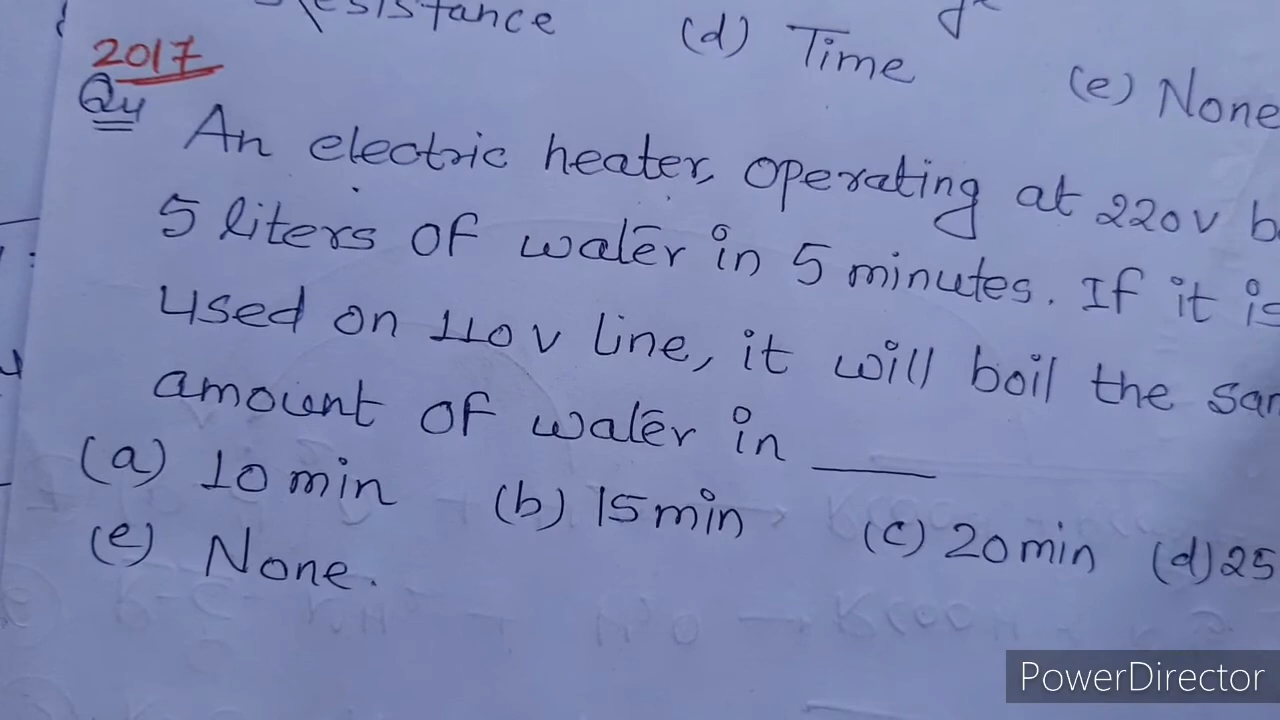 Resistance (d) Time (e) None
2017
Q4 An electric heater, operating at 220V
5 liters of water in 5 minutes. If it is
used on 110V line, it will boil the
amount of water in ____
(a) 10 min (b) 15 min (c) 20 min (d) 25
(e) None.
PowerDirector